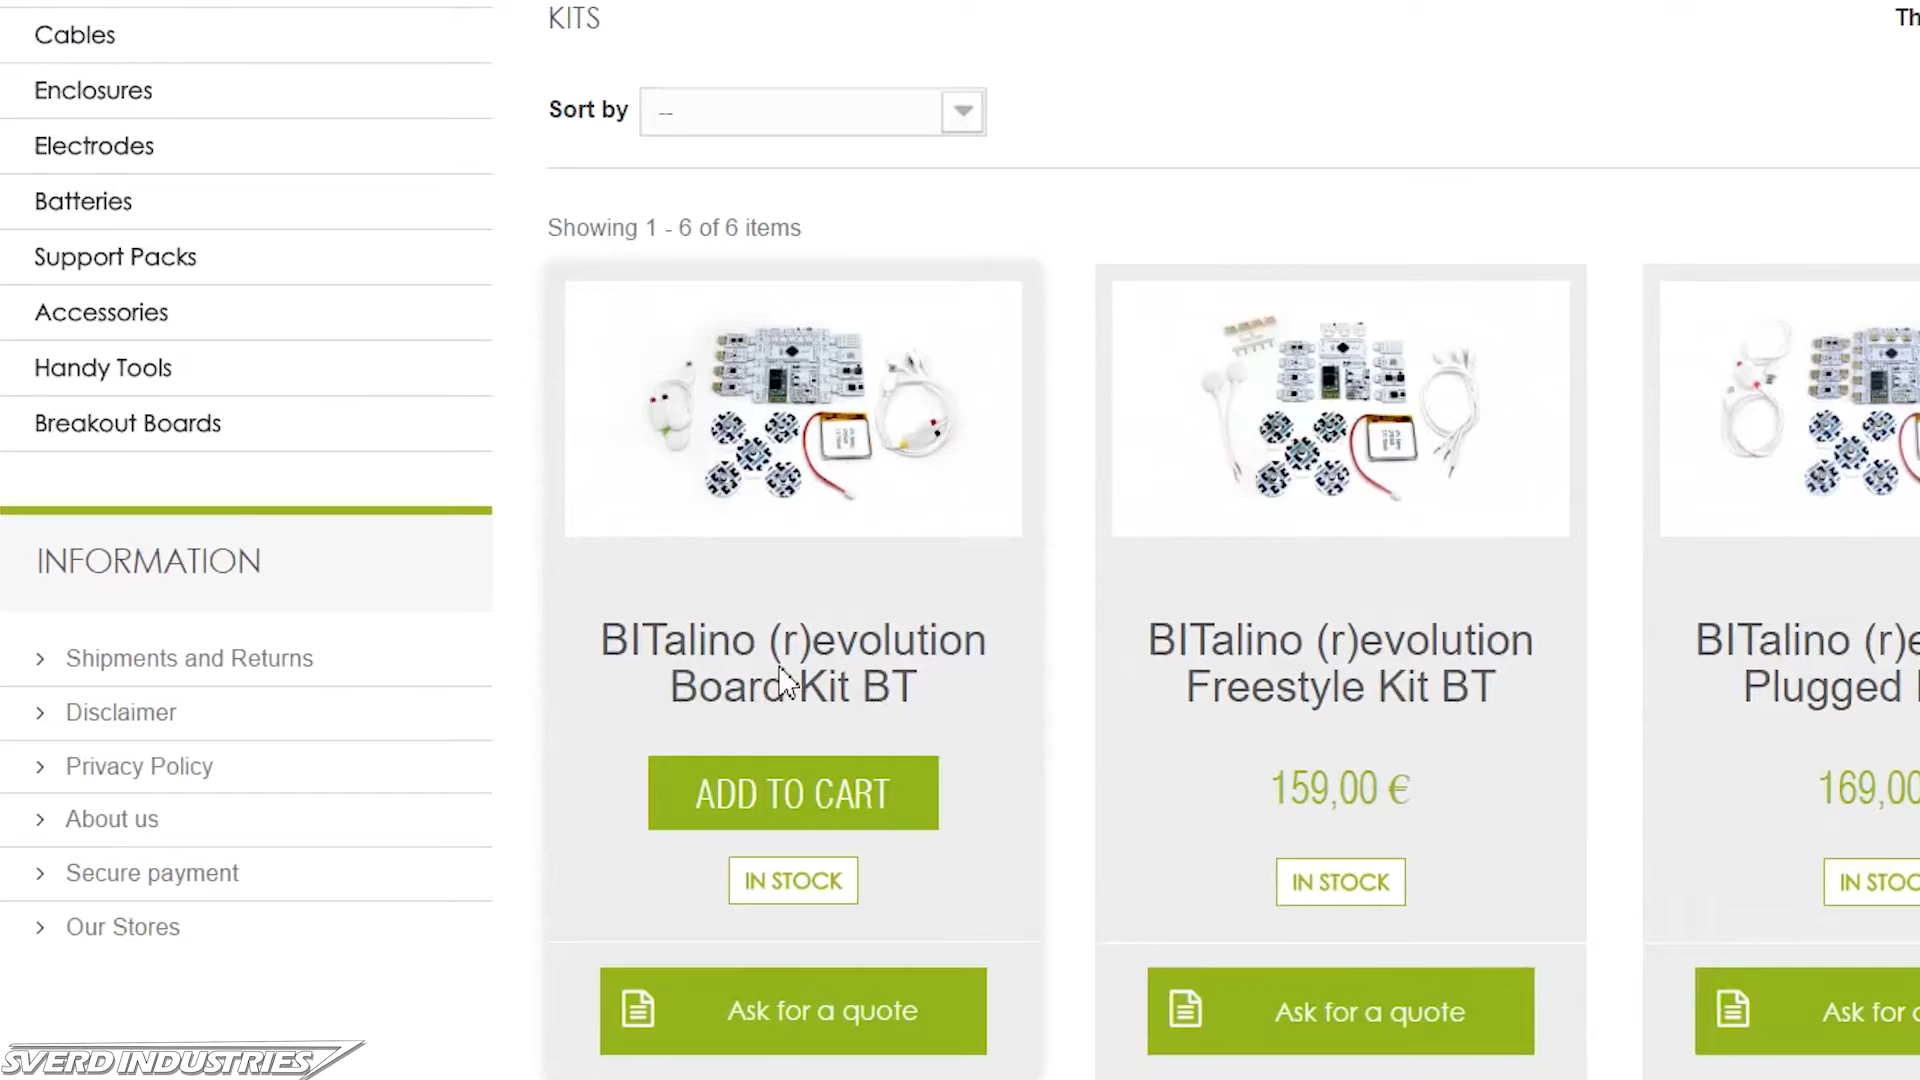 Cables
Enclosures
Electrodes
Batteries
Support Packs
Accessories
Handy Tools
Breakout Boards
INFORMATION
Shipments and Returns
Disclaimer
Privacy Policy
About us
Secure payment
Our Stores
SVERD INDUSTRIES
KITS
Th
Sort by
--
Showing 1 - 6 of 6 items
BITalino (r)evolution
Board Kit BT
ADD TO CART
IN STOCK
Ask for a quote
BITalino (r)evolution
Freestyle Kit BT
159,00 €
IN STOCK
Ask for a quote
BITalino (r)e
Plugged
169,00
IN STOC
Ask for